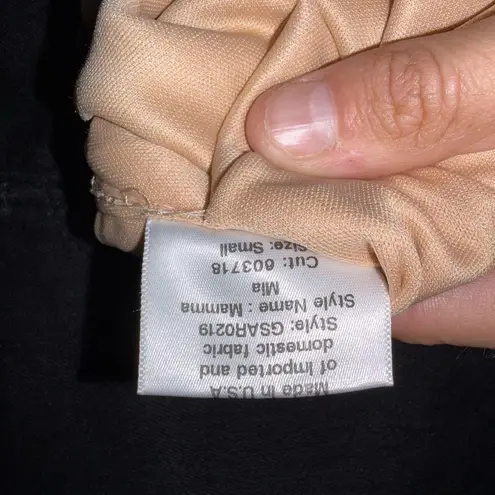 Made In U.S.A
of Imported and
domestic fabric
Style: GSAR0219
Style Name : Mamma
Mia
Cut: 603718
Size: Small